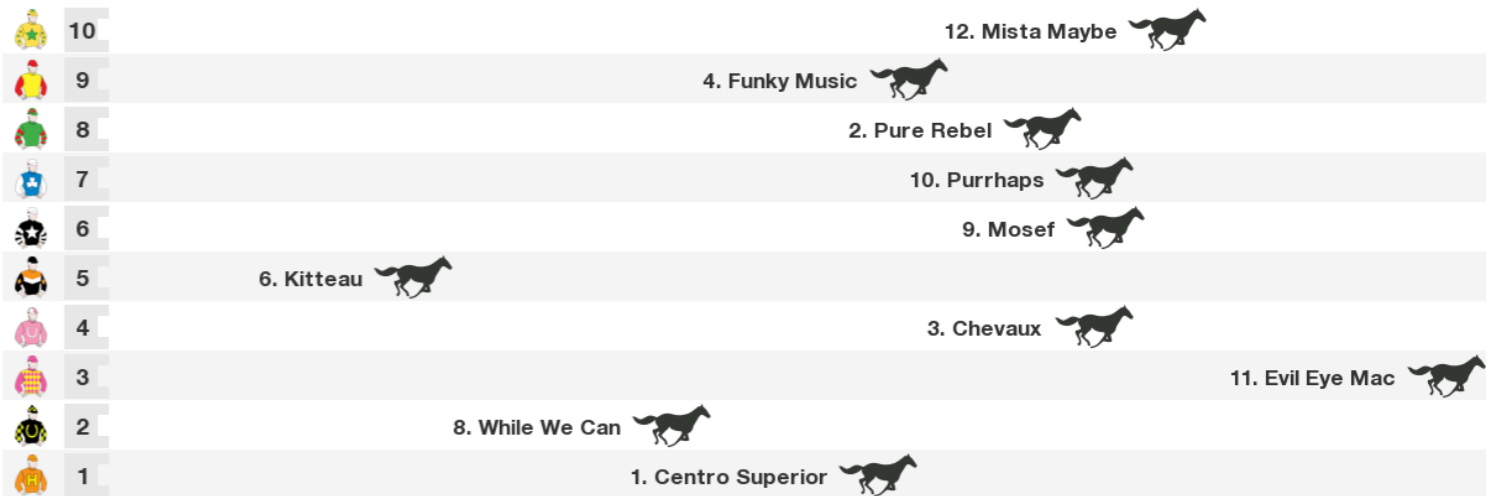 10 12. Mista Maybe
9 4. Funky Music
8 2. Pure Rebel
7 10. Purrhaps
6 9. Mosef
5 6. Kitteau
4 3. Chevaux
3 11. Evil Eye Mac
2 8. While We Can
H 1 1. Centro Superior